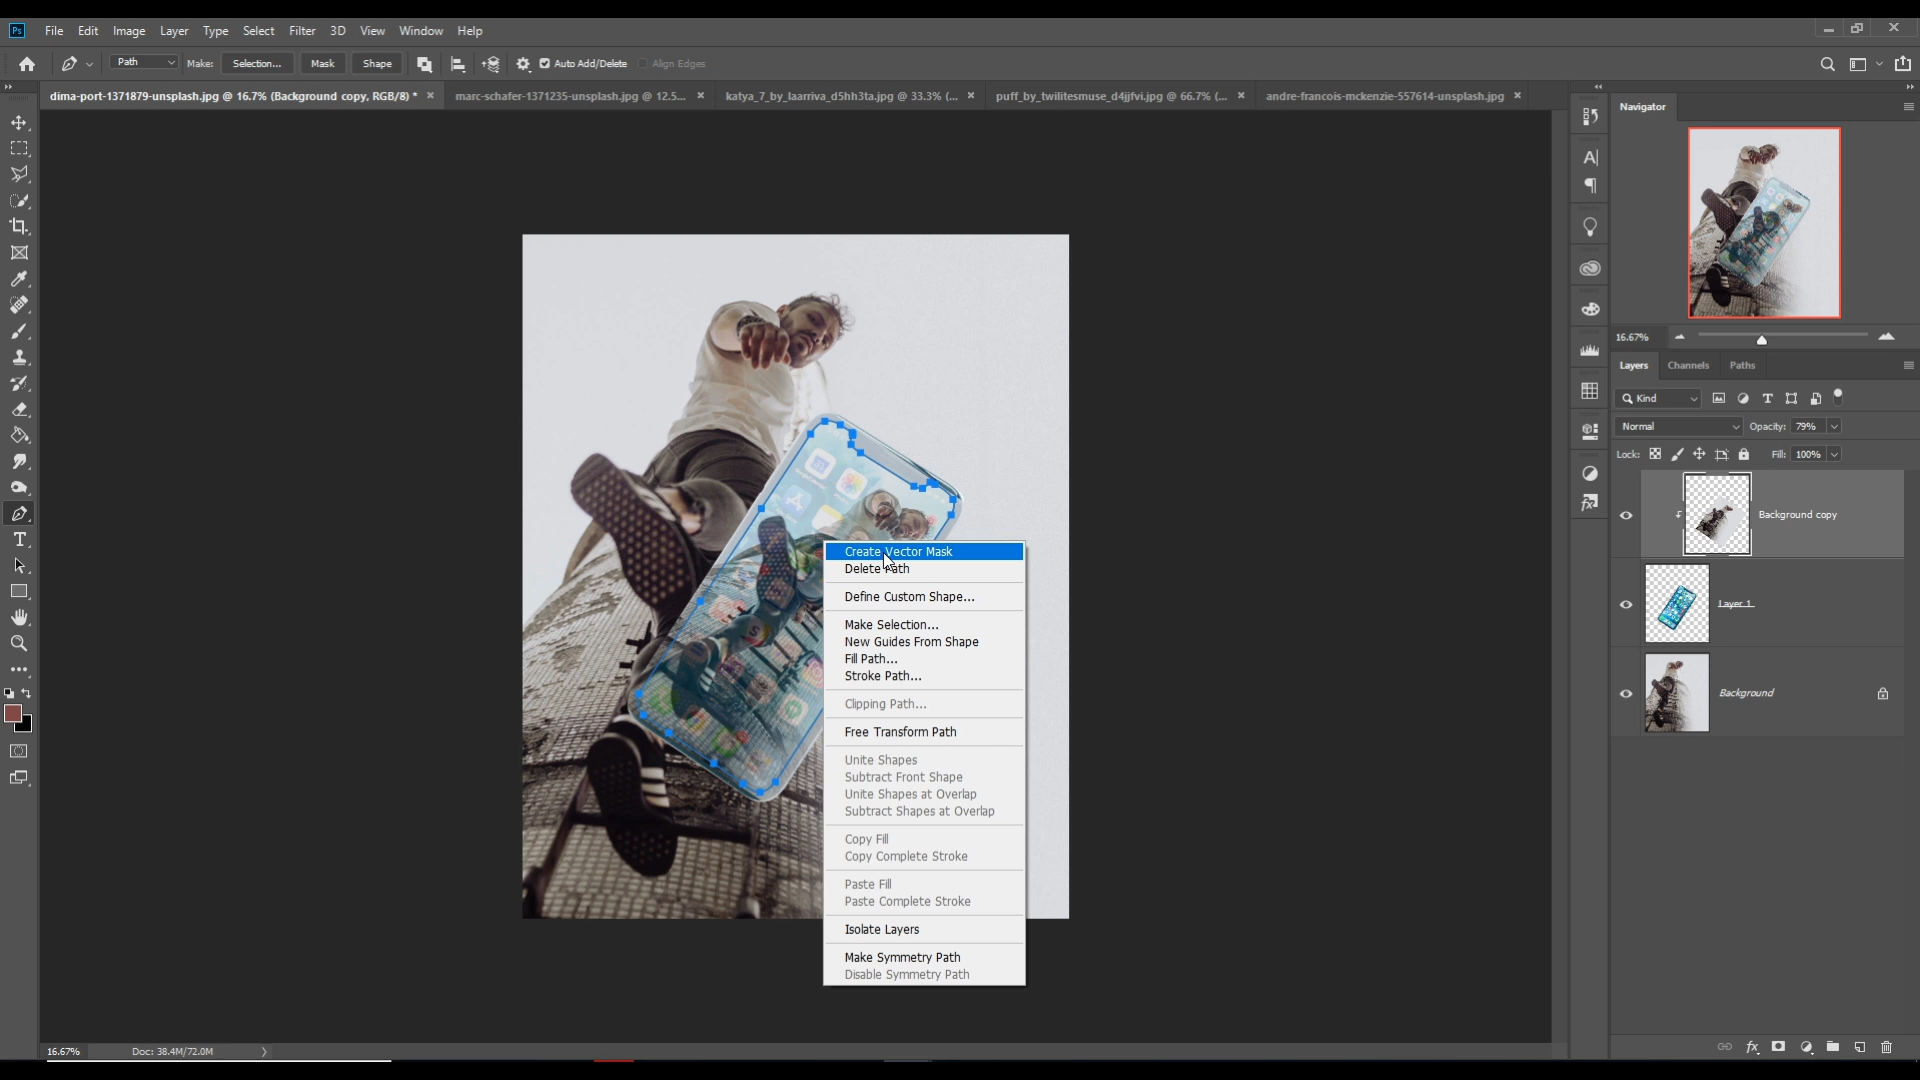 Ps File Edit Image Layer Type Select Filter 3D View Window Help
Path Make: Selection... Mask Shape Auto Add/Delete Align Edges
dima-port-1371879-unsplash.jpg @ 16.7% (Background copy, RGB/8) * marc-schafer-1371235-unsplash.jpg @ 12.5... katya_7_by_laarriva_d5hh3ta.jpg @ 33.3% (... puff_by_twilitesmuse_d4jjfvi.jpg @ 66.7% (... andre-francois-mckenzie-557614-unsplash.jpg
Navigator
16.67%
Layers Channels Paths
Kind
Normal Opacity: 79%
Lock: Fill: 100%
Background copy
Layer 1
Background
Create Vector Mask
Delete Path
Define Custom Shape...
Make Selection...
New Guides From Shape
Fill Path...
Stroke Path...
Clipping Path...
Free Transform Path
Unite Shapes
Subtract Front Shape
Unite Shapes at Overlap
Subtract Shapes at Overlap
Copy Fill
Copy Complete Stroke
Paste Fill
Paste Complete Stroke
Isolate Layers
Make Symmetry Path
Disable Symmetry Path
16.67% Doc: 38.4M/72.0M